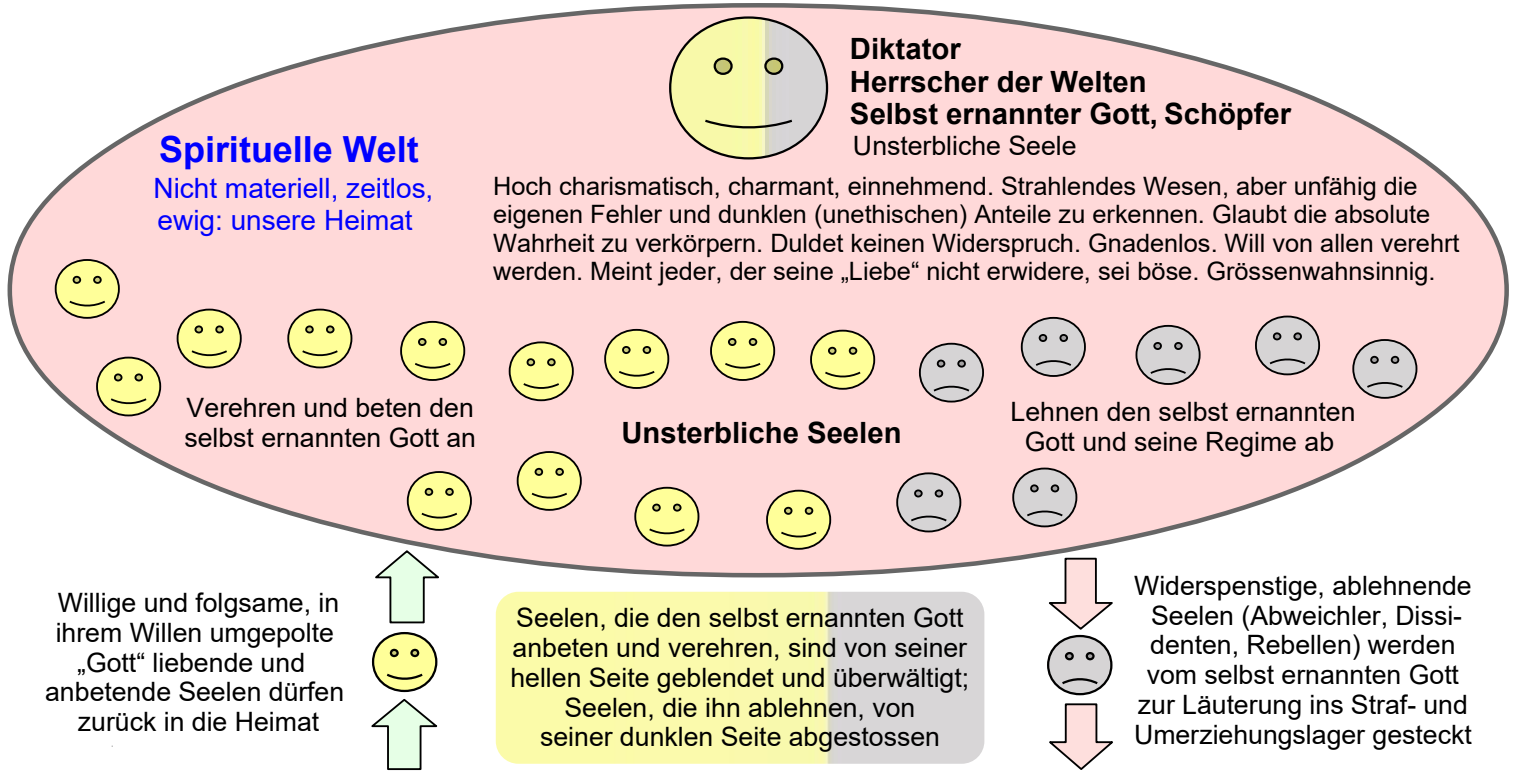 Diktator
Herrscher der Welten
Selbst ernannter Gott, Schöpfer
Unsterbliche Seele
Spirituelle Welt
Nicht materiell, zeitlos,
ewig: unsere Heimat
Hoch charismatisch, charmant, einnehmend. Strahlendes Wesen, aber unfähig die
eigenen Fehler und dunklen (unethischen) Anteile zu erkennen. Glaubt die absolute
Wahrheit zu verkörpern. Duldet keinen Widerspruch. Gnadenlos. Will von allen verehrt
werden. Meint jeder, der seine „Liebe“ nicht erwidere, sei böse. Grössenwahnsinnig.
Verehren und beten den
selbst ernannten Gott an
Unsterbliche Seelen
Lehnen den selbst ernannten
Gott und seine Regime ab
Willige und folgsame, in
ihrem Willen umgepolte
„Gott“ liebende und
anbetende Seelen dürfen
zurück in die Heimat
Seelen, die den selbst ernannten Gott
anbeten und verehren, sind von seiner
hellen Seite geblendet und überwältigt;
Seelen, die ihn ablehnen, von
seiner dunklen Seite abgestossen
Widerspenstige, ablehnende
Seelen (Abweichler, Dissi-
denten, Rebellen) werden
vom selbst ernannten Gott
zur Läuterung ins Straf- und
Umerziehungslager gesteckt